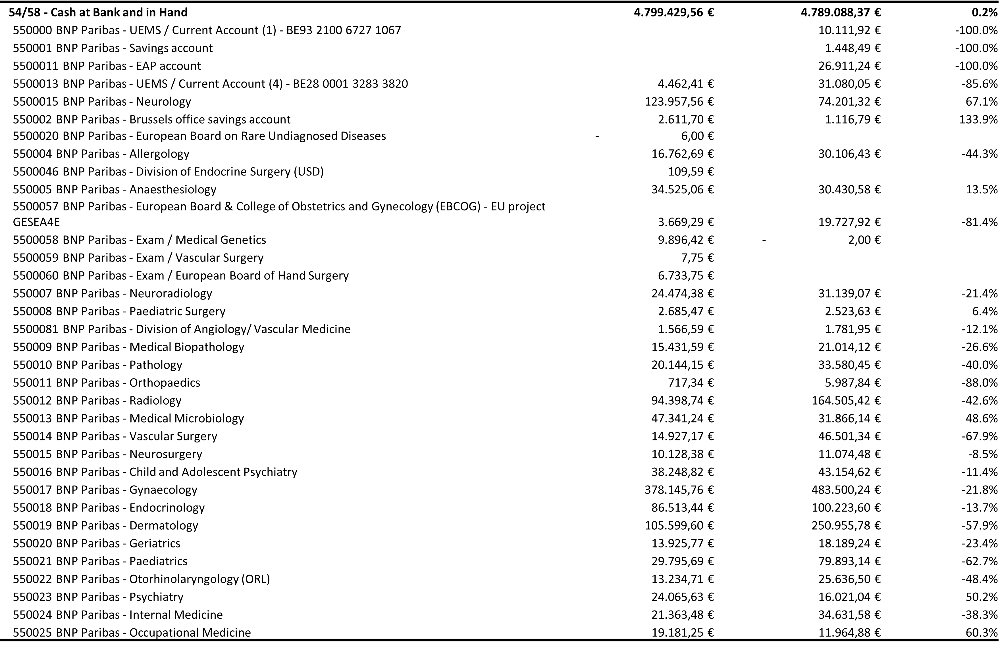 54/58 - Cash at Bank and in Hand 4.799.429,56 € 4.789.088,37 € 0.2%
550000 BNP Paribas - UEMS / Current Account (1) - BE93 2100 6727 1067 10.111,92 € -100.0%
550001 BNP Paribas - Savings account 1.448,49 € -100.0%
5500011 BNP Paribas - EAP account 26.911,24 € -100.0%
5500013 BNP Paribas - UEMS / Current Account (4) - BE28 0001 3283 3820 4.462,41 € 31.080,05 € -85.6%
5500015 BNP Paribas - Neurology 123.957,56 € 74.201,32 € 67.1%
550002 BNP Paribas - Brussels office savings account 2.611,70 € 1.116,79 € 133.9%
5500020 BNP Paribas - European Board on Rare Undiagnosed Diseases - 6,00 €
550004 BNP Paribas - Allergology 16.762,69 € 30.106,43 € -44.3%
5500046 BNP Paribas - Division of Endocrine Surgery (USD) 109,59 €
550005 BNP Paribas - Anaesthesiology 34.525,06 € 30.430,58 € 13.5%
5500057 BNP Paribas - European Board & College of Obstetrics and Gynecology (EBCOG) - EU project
GESEA4E 3.669,29 € 19.727,92 € -81.4%
5500058 BNP Paribas - Exam / Medical Genetics 9.896,42 € - 2,00 €
5500059 BNP Paribas - Exam / Vascular Surgery 7,75 €
5500060 BNP Paribas - Exam / European Board of Hand Surgery 6.733,75 €
550007 BNP Paribas - Neuroradiology 24.474,38 € 31.139,07 € -21.4%
550008 BNP Paribas - Paediatric Surgery 2.685,47 € 2.523,63 € 6.4%
5500081 BNP Paribas - Division of Angiology/ Vascular Medicine 1.566,59 € 1.781,95 € -12.1%
550009 BNP Paribas - Medical Biopathology 15.431,59 € 21.014,12 € -26.6%
550010 BNP Paribas - Pathology 20.144,15 € 33.580,45 € -40.0%
550011 BNP Paribas - Orthopaedics 717,34 € 5.987,84 € -88.0%
550012 BNP Paribas - Radiology 94.398,74 € 164.505,42 € -42.6%
550013 BNP Paribas - Medical Microbiology 47.341,24 € 31.866,14 € 48.6%
550014 BNP Paribas - Vascular Surgery 14.927,17 € 46.501,34 € -67.9%
550015 BNP Paribas - Neurosurgery 10.128,38 € 11.074,48 € -8.5%
550016 BNP Paribas - Child and Adolescent Psychiatry 38.248,82 € 43.154,62 € -11.4%
550017 BNP Paribas - Gynaecology 378.145,76 € 483.500,24 € -21.8%
550018 BNP Paribas - Endocrinology 86.513,44 € 100.223,60 € -13.7%
550019 BNP Paribas - Dermatology 105.599,60 € 250.955,78 € -57.9%
550020 BNP Paribas - Geriatrics 13.925,77 € 18.189,24 € -23.4%
550021 BNP Paribas - Paediatrics 29.795,69 € 79.893,14 € -62.7%
550022 BNP Paribas - Otorhinolaryngology (ORL) 13.234,71 € 25.636,50 € -48.4%
550023 BNP Paribas - Psychiatry 24.065,63 € 16.021,04 € 50.2%
550024 BNP Paribas - Internal Medicine 21.363,48 € 34.631,58 € -38.3%
550025 BNP Paribas - Occupational Medicine 19.181,25 € 11.964,88 € 60.3%